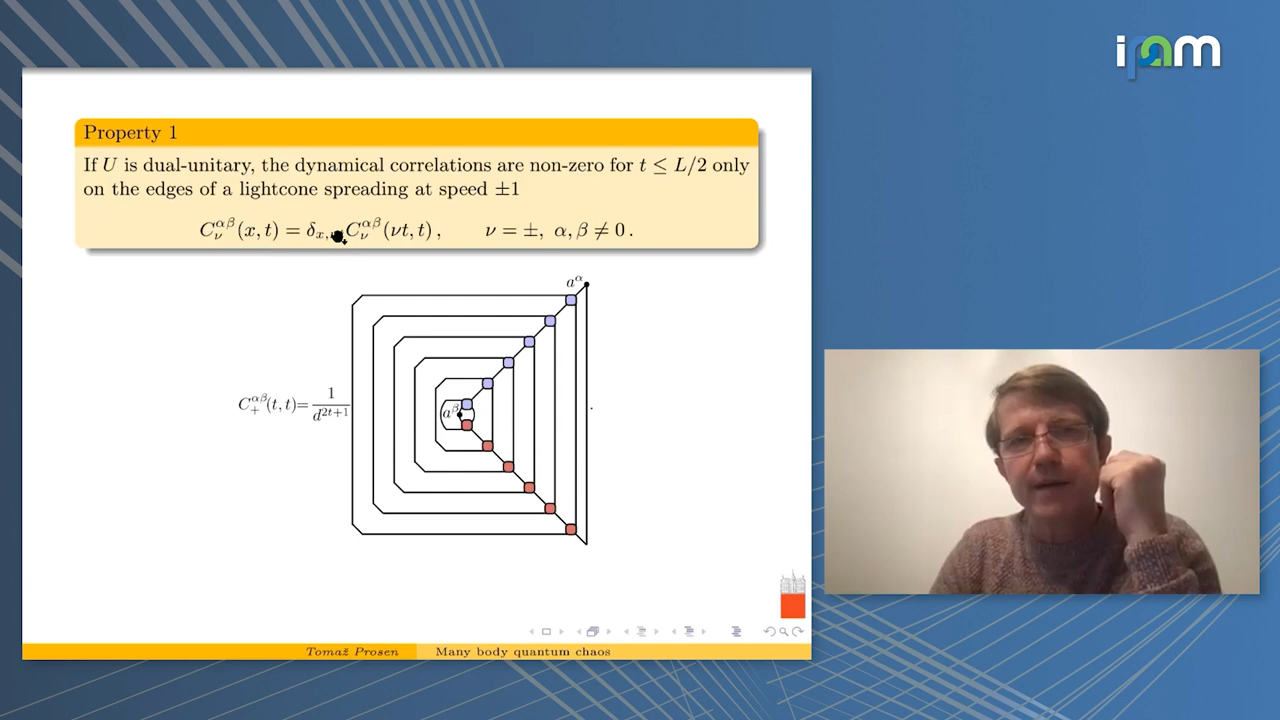 ipam
Property 1
If U is dual-unitary, the dynamical correlations are non-zero for t ≤ L/2 only
on the edges of a lightcone spreading at speed ±1
C_ν^{αβ}(x, t) = δ_{x, C_ν^{αβ}(νt, t) ,   ν = ±, α, β ≠ 0 .
a^α
C_+^{αβ}(t, t)= 1/d^{2t+1}
a^β
.
Tomaž Prosen Many body quantum chaos